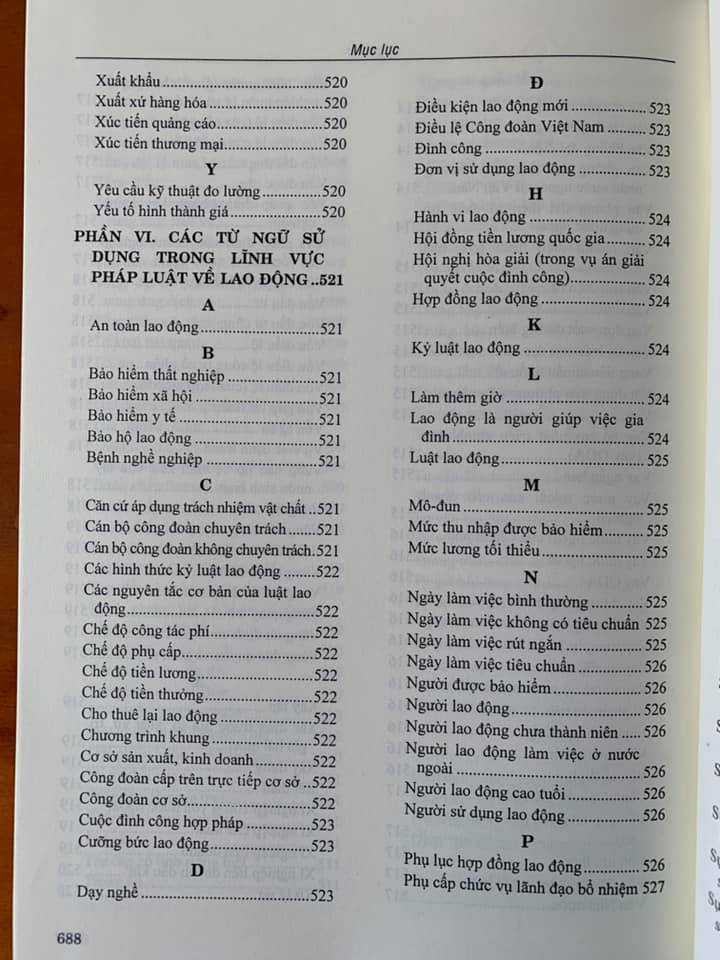 Mục lục
Xuất khẩu..........................................520
Xuất xứ hàng hóa..............................520
Xúc tiến quảng cáo............................520
Xúc tiến thương mại..........................520
Y
Yêu cầu kỹ thuật đo lường................520
Yếu tố hình thành giá.......................520
PHẦN VI. CÁC TỪ NGỮ SỬ
DỤNG TRONG LĨNH VỰC
PHÁP LUẬT VỀ LAO ĐỘNG..521
A
An toàn lao động...............................521
B
Bảo hiểm thất nghiệp........................521
Bảo hiểm xã hội................................521
Bảo hiểm y tế....................................521
Bảo hộ lao động................................521
Bệnh nghề nghiệp.............................521
C
Căn cứ áp dụng trách nhiệm vật chất..521
Cán bộ công đoàn chuyên trách......521
Cán bộ công đoàn không chuyên trách.521
Các hình thức kỷ luật lao động........522
Các nguyên tắc cơ bản của luật lao
động...........................................522
Chế độ công tác phí..........................522
Chế độ phụ cấp.................................522
Chế độ tiền lương.............................522
Chế độ tiền thưởng...........................522
Cho thuê lại lao động.......................522
Chương trình khung.........................522
Cơ sở sản xuất, kinh doanh..............522
Công đoàn cấp trên trực tiếp cơ sở..522
Công đoàn cơ sở...............................522
Cuộc đình công hợp pháp................523
Cưỡng bức lao động.........................523
D
Dạy nghề..........................................523
688
Đ
Điều kiện lao động mới....................523
Điều lệ Công đoàn Việt Nam...........523
Đình công.........................................523
Đơn vị sử dụng lao động..................523
H
Hành vi lao động..............................524
Hội đồng tiền lương quốc gia...........524
Hội nghị hòa giải (trong vụ án giải
quyết cuộc đình công).................524
Hợp đồng lao động...........................524
K
Kỷ luật lao động...............................524
L
Làm thêm giờ...................................524
Lao động là người giúp việc gia
đình.............................................524
Luật lao động...................................525
M
Mô-đun.............................................525
Mức thu nhập được bảo hiểm..........525
Mức lương tối thiểu.........................525
N
Ngày làm việc bình thường.............525
Ngày làm việc không có tiêu chuẩn 525
Ngày làm việc rút ngắn....................525
Ngày làm việc tiêu chuẩn................526
Người được bảo hiểm......................526
Người lao động................................526
Người lao động chưa thành niên.....526
Người lao động làm việc ở nước
ngoài...........................................526
Người lao động cao tuổi..................526
Người sử dụng lao động..................526
P
Phụ lục hợp đồng lao động..............526
Phụ cấp chức vụ lãnh đạo bổ nhiệm 527